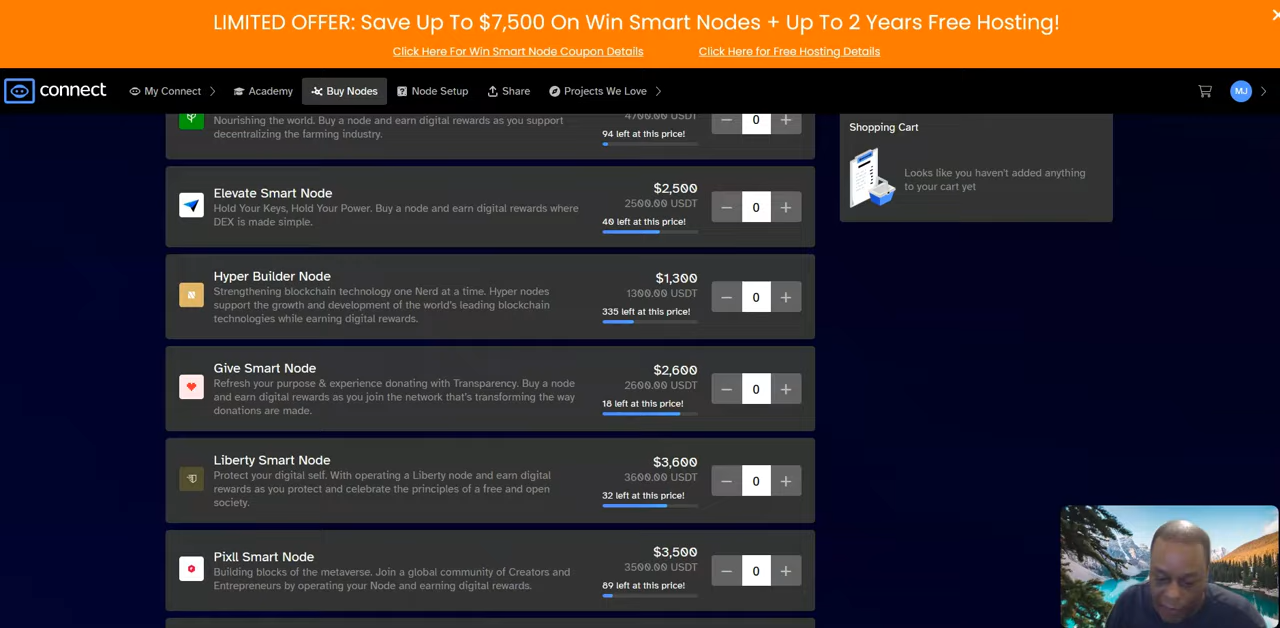 LIMITED OFFER: Save Up To $7,500 On Win Smart Nodes + Up To 2 Years Free Hosting!
Click Here For Win Smart Node Coupon Details
Click Here for Free Hosting Details
connect
My Connect
Academy
Buy Nodes
Node Setup
Share
Projects We Love
MJ
Nourishing the world. Buy a node and earn digital rewards as you support
decentralizing the farming industry.
4700.00 USDT
94 left at this price!
0
Shopping Cart
Looks like you haven't added anything
to your cart yet
Elevate Smart Node
Hold Your Keys, Hold Your Power. Buy a node and earn digital rewards where
DEX is made simple.
$2,500
2500.00 USDT
40 left at this price!
0
Hyper Builder Node
Strengthening blockchain technology one Nerd at a time. Hyper nodes
support the growth and development of the world's leading blockchain
technologies while earning digital rewards.
$1,300
1300.00 USDT
335 left at this price!
0
Give Smart Node
Refresh your purpose & experience donating with Transparency. Buy a node
and earn digital rewards as you join the network that's transforming the way
donations are made.
$2,600
2600.00 USDT
18 left at this price!
0
Liberty Smart Node
Protect your digital self. With operating a Liberty node and earn digital
rewards as you protect and celebrate the principles of a free and open
society.
$3,600
3600.00 USDT
32 left at this price!
0
Pixll Smart Node
Building blocks of the metaverse. Join a global community of Creators and
Entrepreneurs by operating your Node and earning digital rewards.
$3,500
3500.00 USDT
89 left at this price!
0